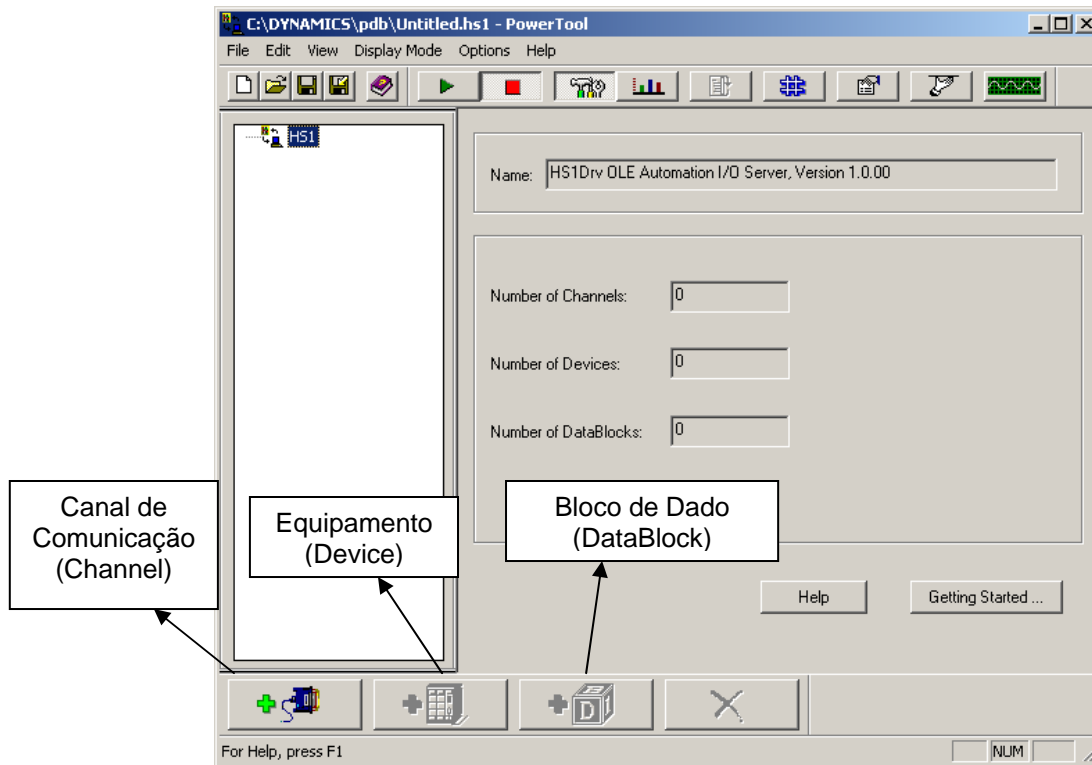 C:\DYNAMICS\pdb\Untitled.hs1 - PowerTool
File Edit View Display Mode Options Help
HS1
Name: HS1Drv OLE Automation I/O Server, Version 1.0.00
Number of Channels: 0
Number of Devices: 0
Number of DataBlocks: 0
Canal de
Comunicação
(Channel)
Equipamento
(Device)
Bloco de Dado
(DataBlock)
Help
Getting Started ...
D
For Help, press F1
NUM